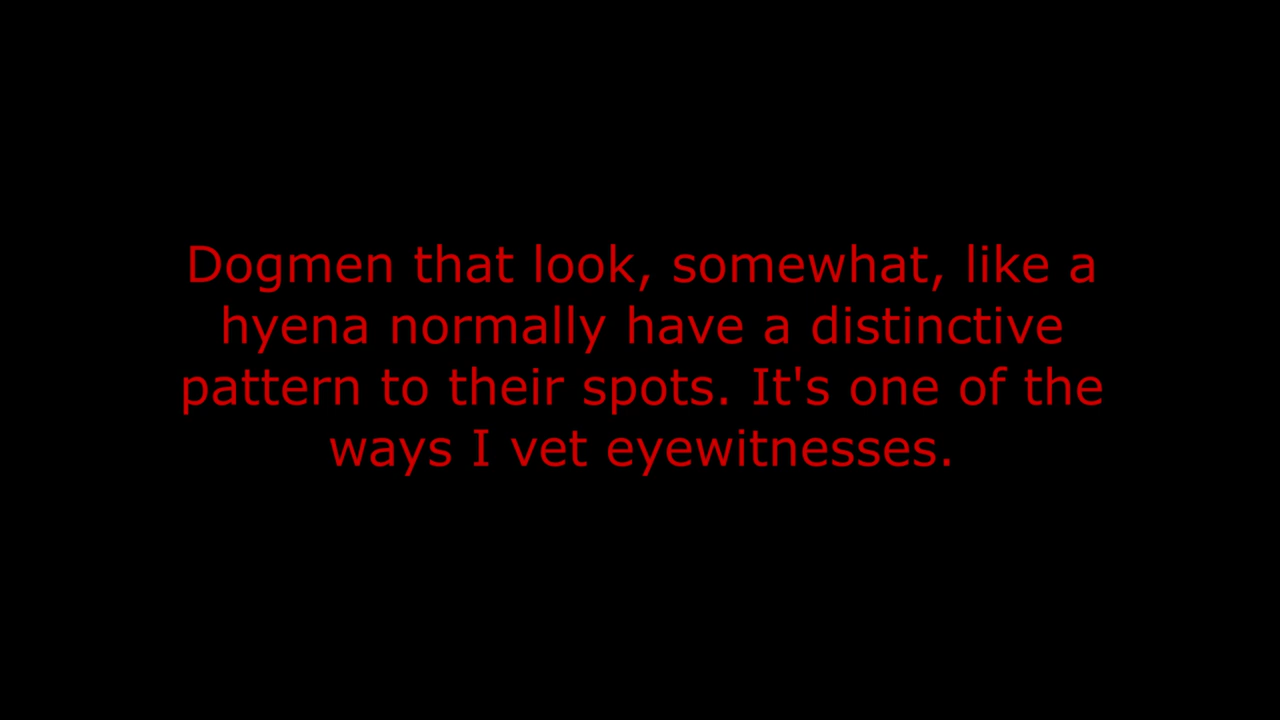 Dogmen that look, somewhat, like a
hyena normally have a distinctive
pattern to their spots. It's one of the
ways I vet eyewitnesses.